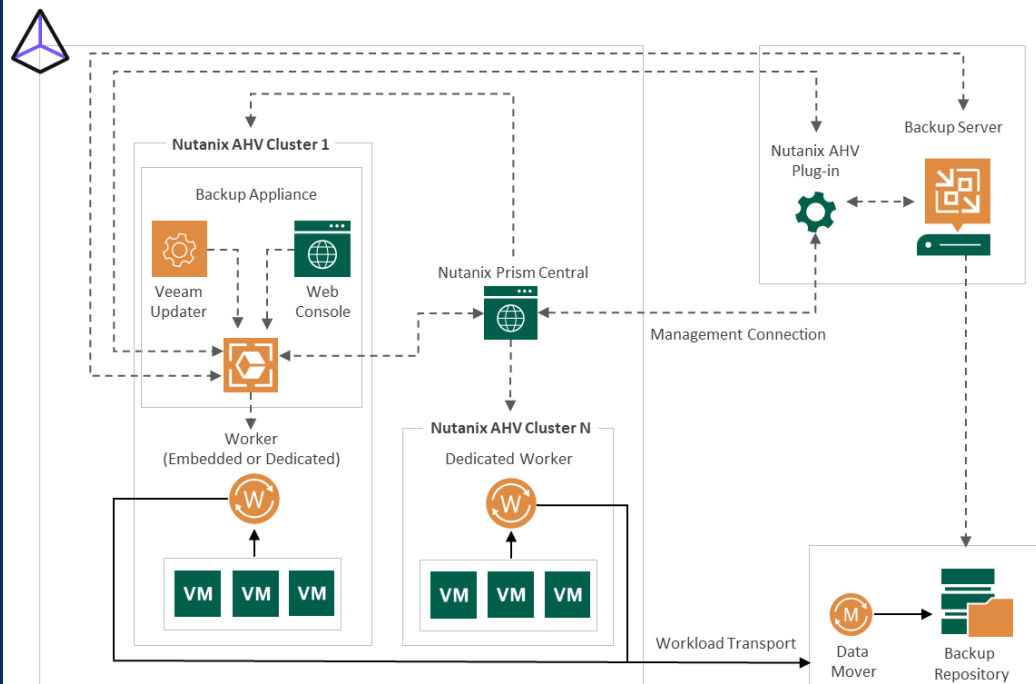 Nutanix AHV Cluster 1
Backup Appliance
Veeam
Updater
Web
Console
Worker
(Embedded or Dedicated)
W
VM VM VM
Nutanix Prism Central
Nutanix AHV Cluster N
Dedicated Worker
W
VM VM VM
Backup Server
Nutanix AHV
Plug-in
Management Connection
Workload Transport
M
Data
Mover
Backup
Repository